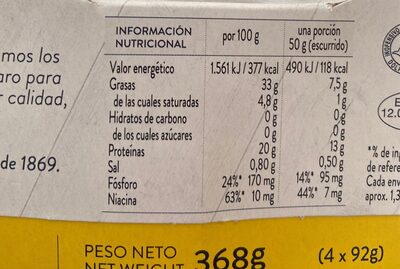 INFORMACIÓN NUTRICIONAL por 100 g una porción 50 g (escurrido)
Valor energético 1.561 kJ / 377 kcal 490 kJ / 118 kcal
Grasas 33 g 7,5 g
de las cuales saturadas 4,8 g 1 g
Hidratos de carbono 0 g 0 g
de los cuales azúcares 0 g 0 g
Proteínas 20 g 13 g
Sal 0,80 g 0,50 g
Fósforo 24%* 170 mg 14%* 95 mg
Niacina 63%* 10 mg 44%* 7 mg
mos los
aro para
r calidad,
de 1869.
E
12.0
*% de in
de refere
Cada env
aprox. 1,3
PESO NETO
NET WEIGHT 368g (4 x 92g)